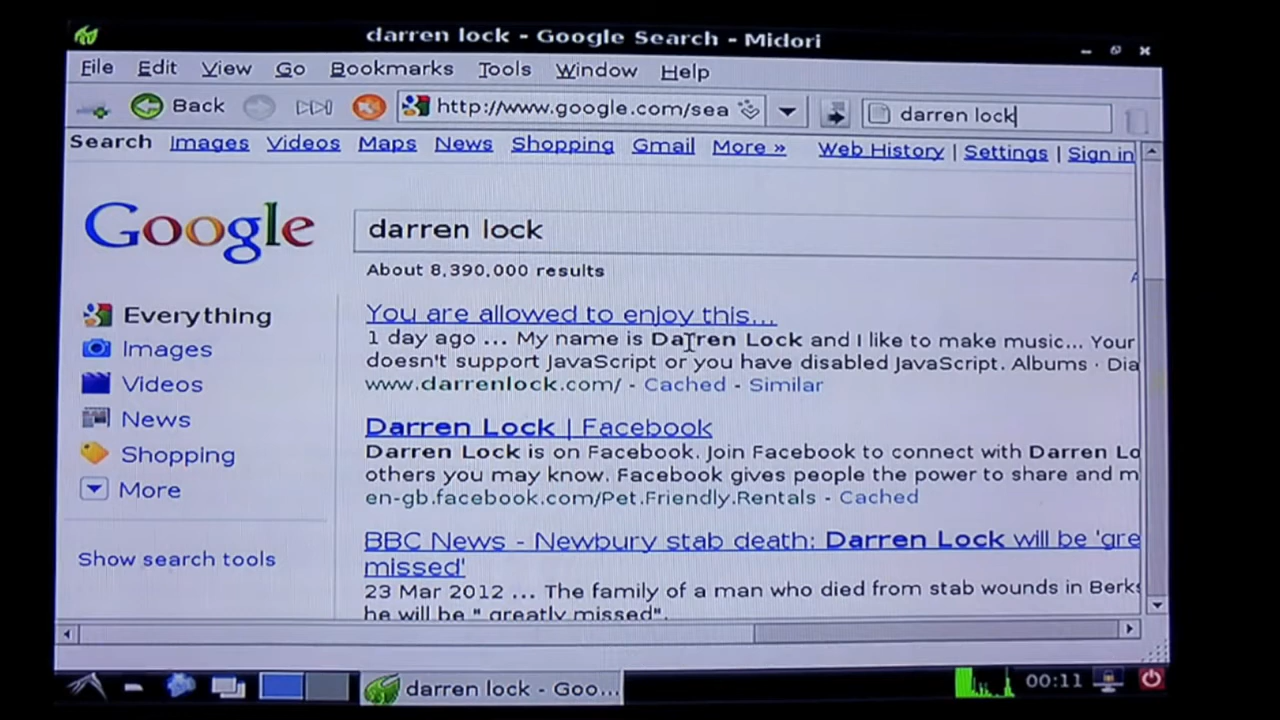 darren lock - Google Search - Midori
File Edit View Go Bookmarks Tools Window Help
Back http://www.google.com/sea darren lock
Search Images Videos Maps News Shopping Gmail More » Web History | Settings | Sign in
Google darren lock
About 8,390,000 results
Everything
Images
Videos
News
Shopping
More
Show search tools
You are allowed to enjoy this...
1 day ago ... My name is Darren Lock and I like to make music... Your
doesn't support JavaScript or you have disabled JavaScript. Albums · Dia
www.darrenlock.com/ - Cached - Similar
Darren Lock | Facebook
Darren Lock is on Facebook. Join Facebook to connect with Darren Lo
others you may know. Facebook gives people the power to share and m
en-gb.facebook.com/Pet.Friendly.Rentals - Cached
BBC News - Newbury stab death: Darren Lock will be 'gre
missed'
23 Mar 2012 ... The family of a man who died from stab wounds in Berks
he will be " greatly missed".
darren lock - Goo... 00:11